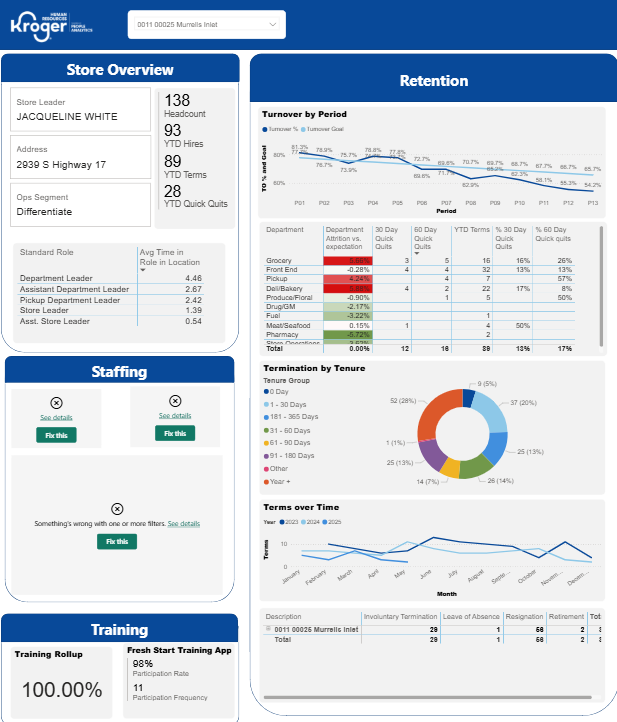 HUMAN RESOURCES
Kroger PEOPLE ANALYTICS
0011 00025 Murrells Inlet
Store Overview
Store Leader
JACQUELINE WHITE
Address
2939 S Highway 17
Ops Segment
Differentiate
138
Headcount
93
YTD Hires
89
YTD Terms
28
YTD Quick Quits
Standard Role Avg Time in Role in Location
Department Leader 4.46
Assistant Department Leader 2.67
Pickup Department Leader 2.42
Store Leader 1.39
Asst. Store Leader 0.54
Staffing
See details
Fix this
See details
Fix this
Something's wrong with one or more filters. See details
Fix this
Training
Training Rollup
100.00%
Fresh Start Training App
98%
Participation Rate
11
Participation Frequency
Retention
Turnover by Period
Turnover % Turnover Goal
TO % and Goal
80%
60%
81.3%
78.9%
76.7%
75.7%
73.9%
78.8%
77.8%
72.7%
69.6%
69.6%
71.7%
70.7%
62.9%
69.7%
68.7%
62.3%
67.7%
58.1%
66.7%
55.3%
65.7%
54.2%
P01 P02 P03 P04 P05 P06 P07 P08 P09 P10 P11 P12 P13
Period
Department Department Attrition vs. expectation 30 Day Quick Quits 60 Day Quick Quits YTD Terms % 30 Day Quick Quits % 60 Day Quick quits
Grocery 3 5 16 16% 26%
Front End -0.28% 4 4 32 13% 13%
Pickup 4.24% 4 7 57%
Deli/Bakery 4 2 22 17% 8%
Produce/Floral -0.90% 1 5 50%
Drug/GM -2.17%
Fuel -3.22% 1
Meat/Seafood 0.15% 1 4 50%
Pharmacy -5.72% 2
Store Operations
Total 0.00% 12 16 89 13% 17%
Termination by Tenure
Tenure Group
0 Day
1 - 30 Days
181 - 365 Days
31 - 60 Days
61 - 90 Days
91 - 180 Days
Other
Year +
9 (5%)
37 (20%)
25 (13%)
26 (14%)
14 (7%)
25 (13%)
1 (1%)
52 (28%)
Terms over Time
Year 2023 2024 2025
Terms
10
0
January February March April May June July August Septe... October Novem... Decem...
Month
Description Involuntary Termination Leave of Absence Resignation Retirement Tot
0011 00025 Murrells Inlet 29 1 56 2
Total 29 1 56 2